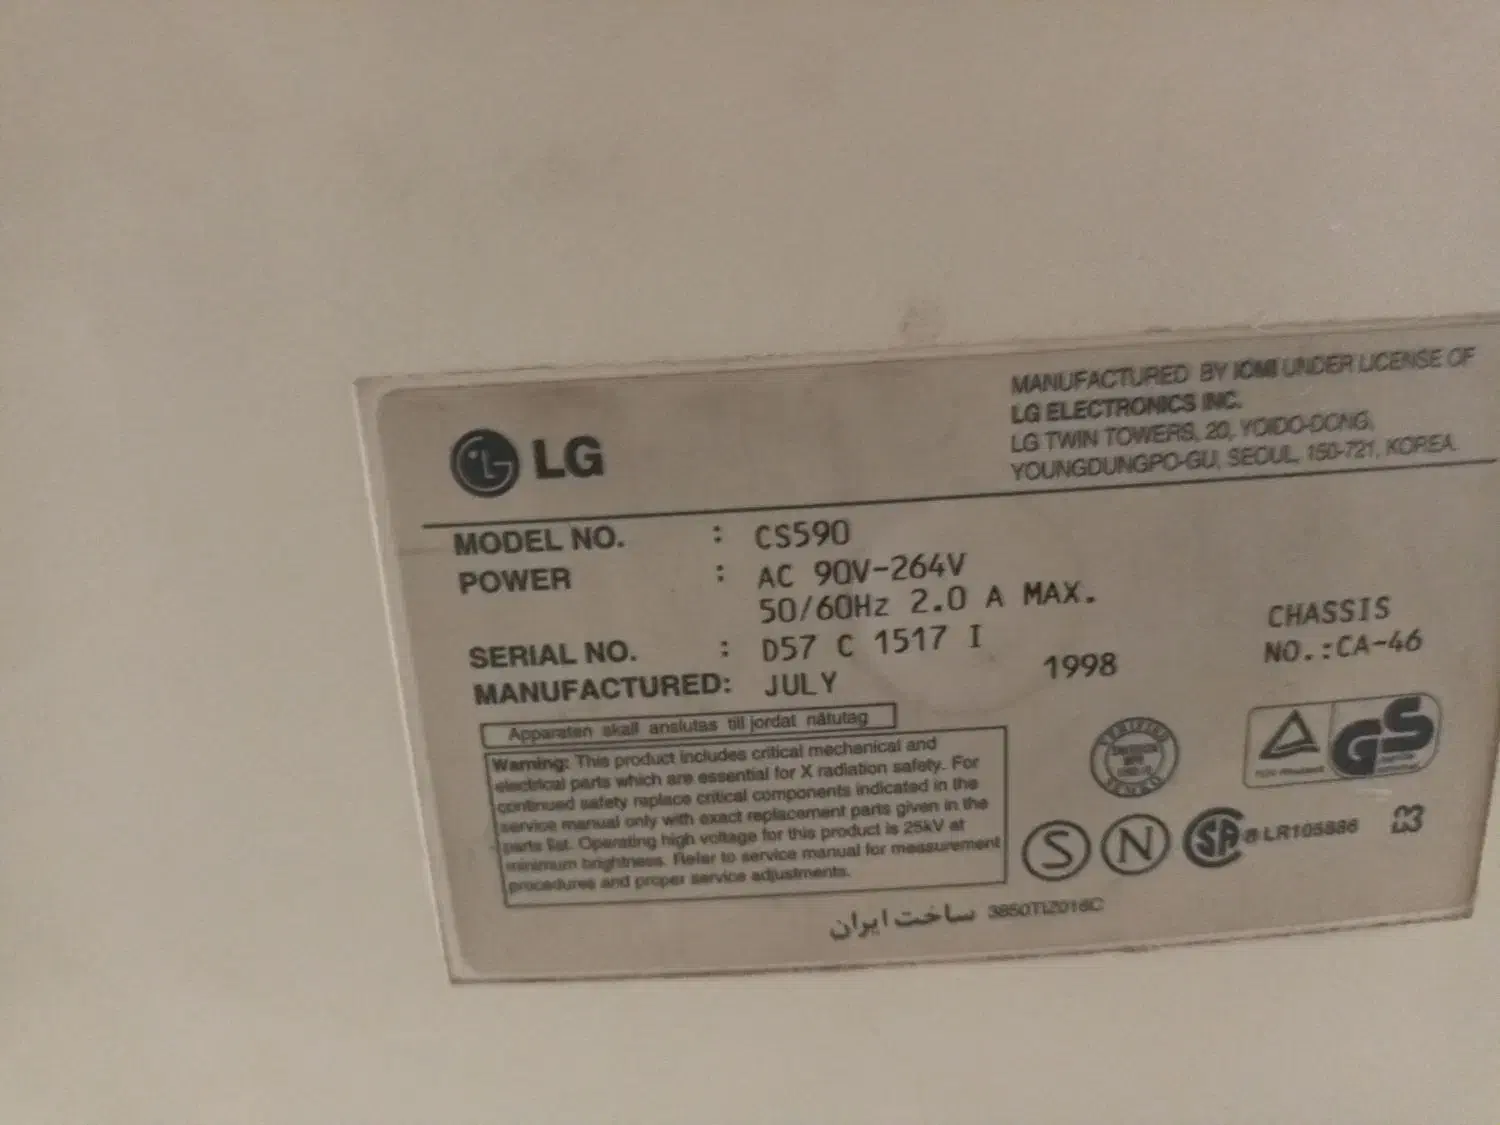 LG
MANUFACTURED BY IOMI UNDER LICENSE OF
LG ELECTRONICS INC.
LG TWIN TOWERS, 20, YOIDO-DONG,
YOUNGDUNGPO-GU, SEOUL, 150-721, KOREA.
MODEL NO. : CS590
POWER : AC 90V-264V
50/60Hz 2.0 A MAX.
SERIAL NO. : D57 C 1517 I
MANUFACTURED: JULY 1998
CHASSIS
NO.:CA-46
Apparaten skall anslutas till jordat nätutag
Warning: This product includes critical mechanical and
electrical parts which are essential for X radiation safety. For
continued safety replace critical components indicated in the
service manual only with exact replacement parts given in the
parts list. Operating high voltage for this product is 25kV at
minimum brightness. Refer to service manual for measurement
procedures and proper service adjustments.
GS
S N SA ® LR105886
ساخت ایران 3850TIZ016C